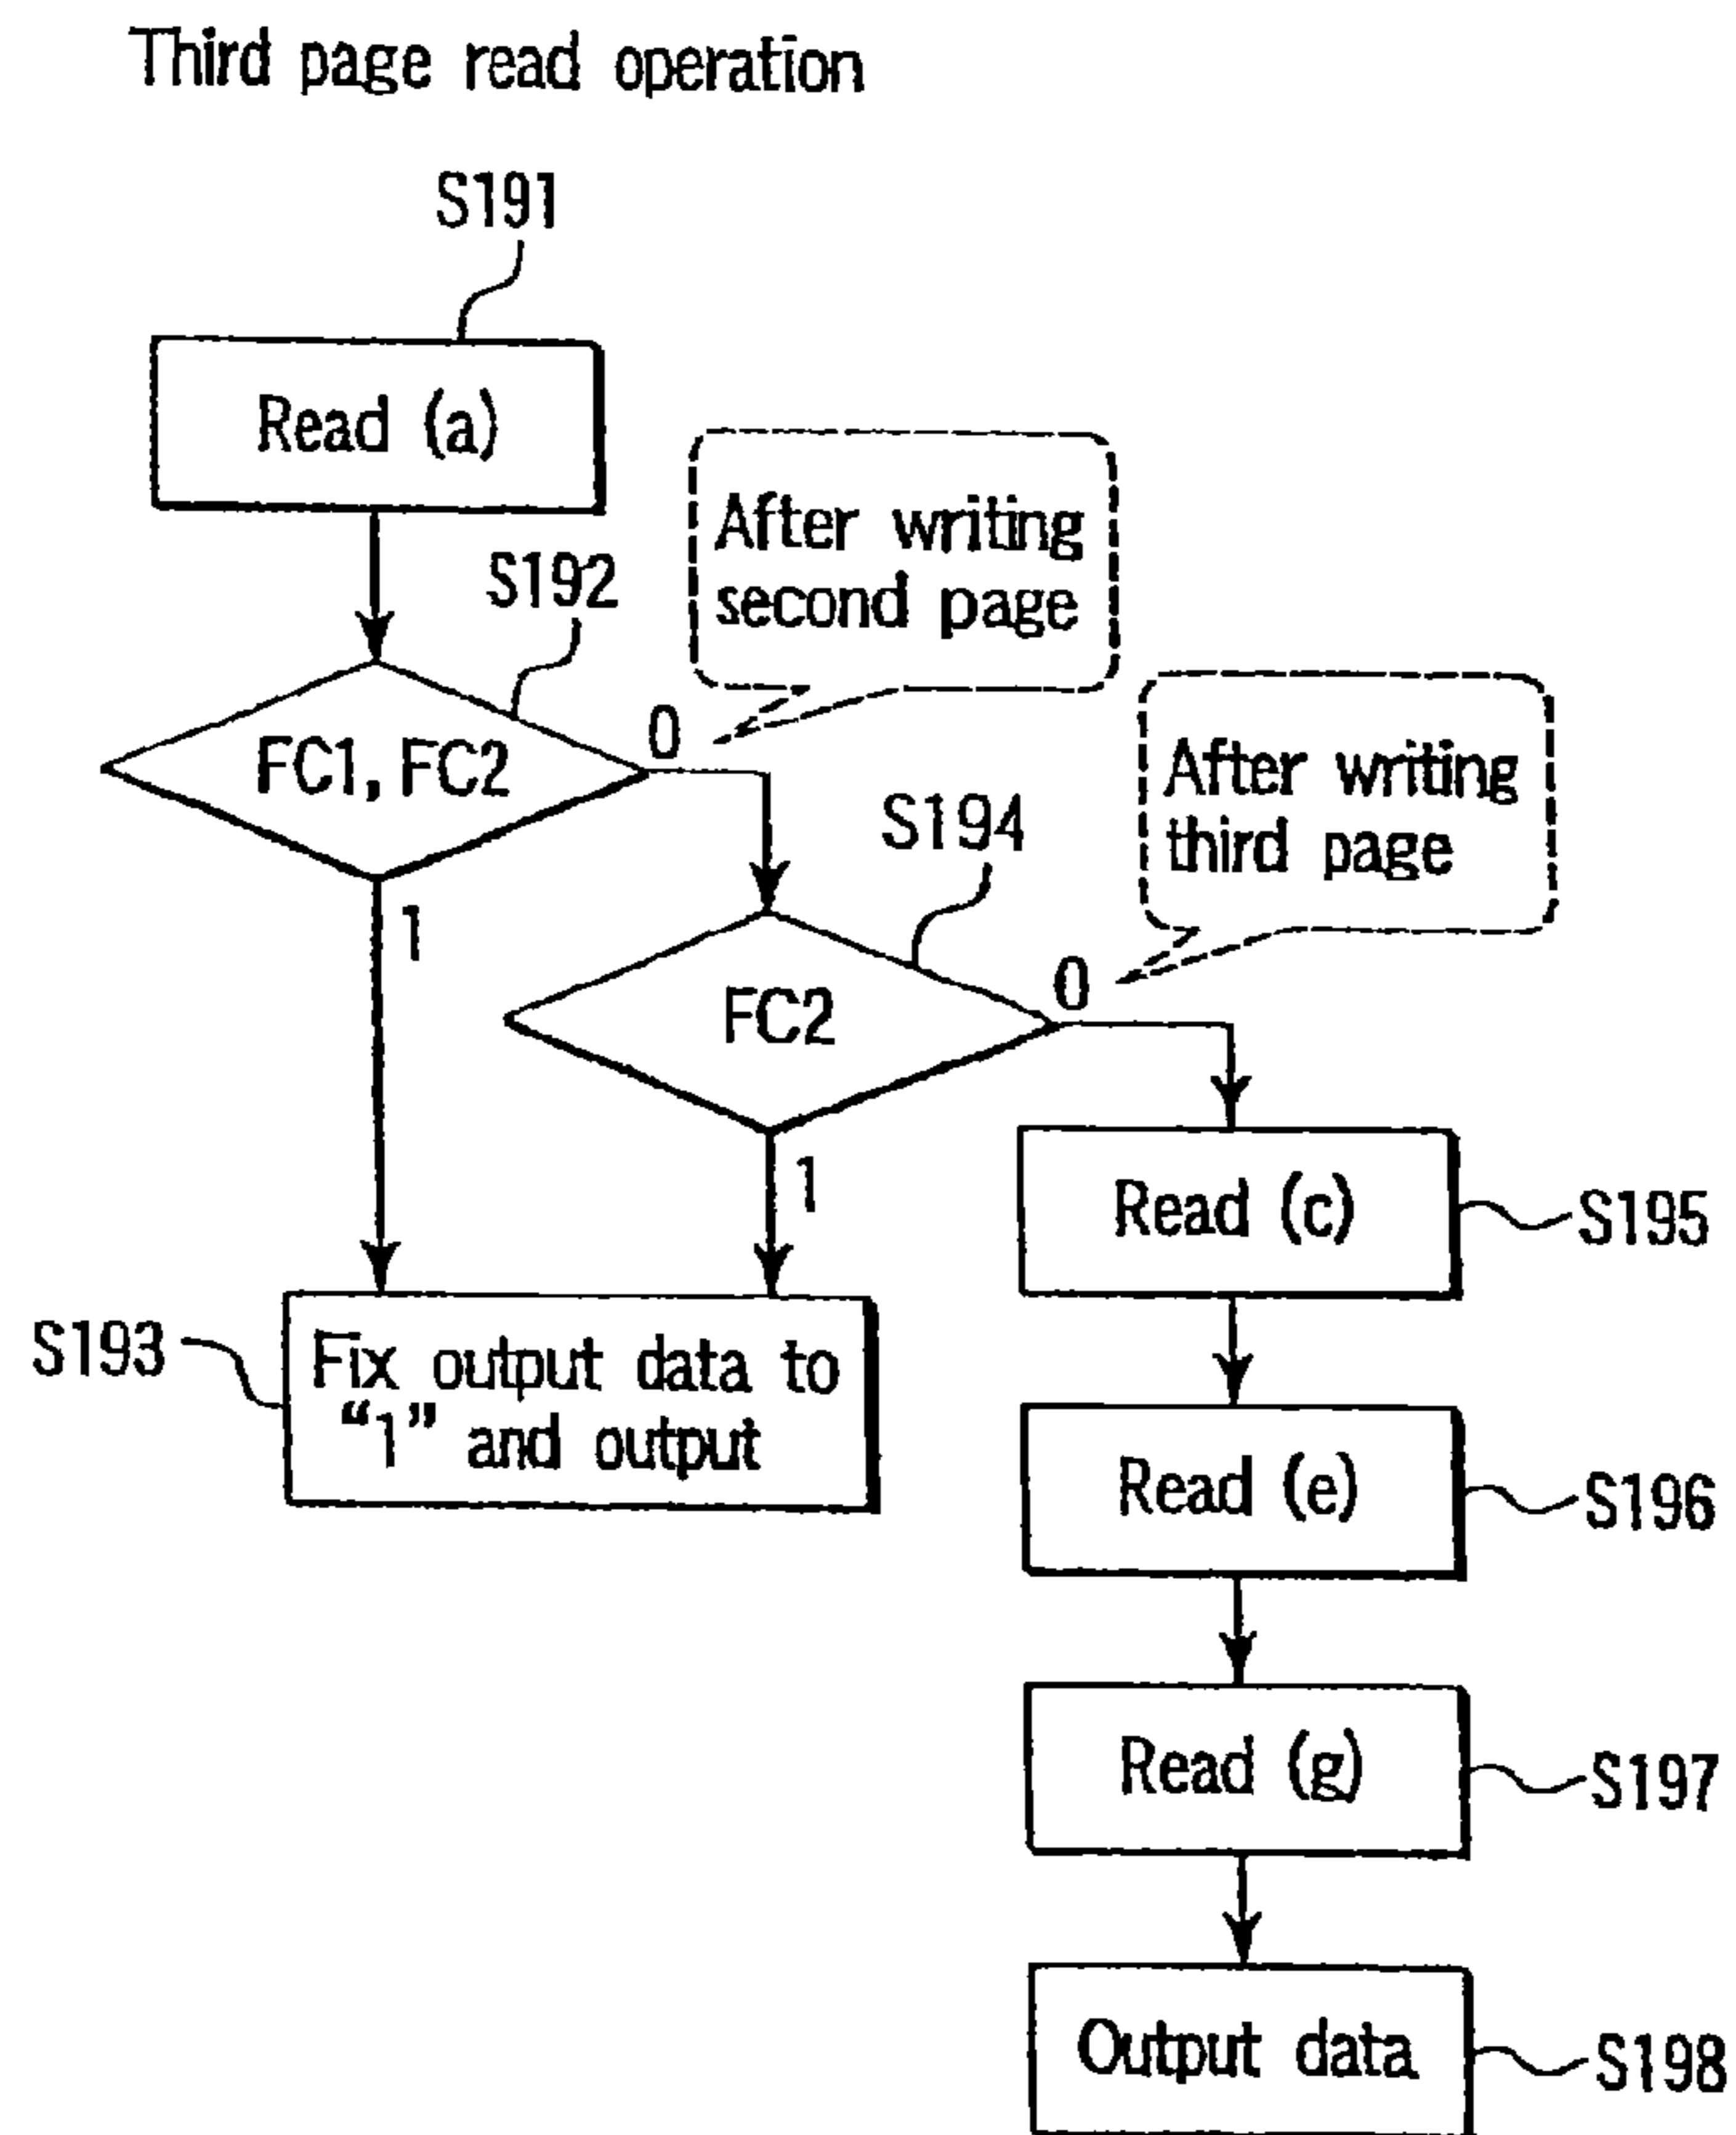 Third page read operation
S191
Read (a)
After writing
second page
S192
0
FC1, FC2
After writing
third page
S194
1
0
FC2
1
Read (c)
S195
S193
Fix output data to
“1” and output
Read (e)
S196
Read (g)
S197
Output data
S198